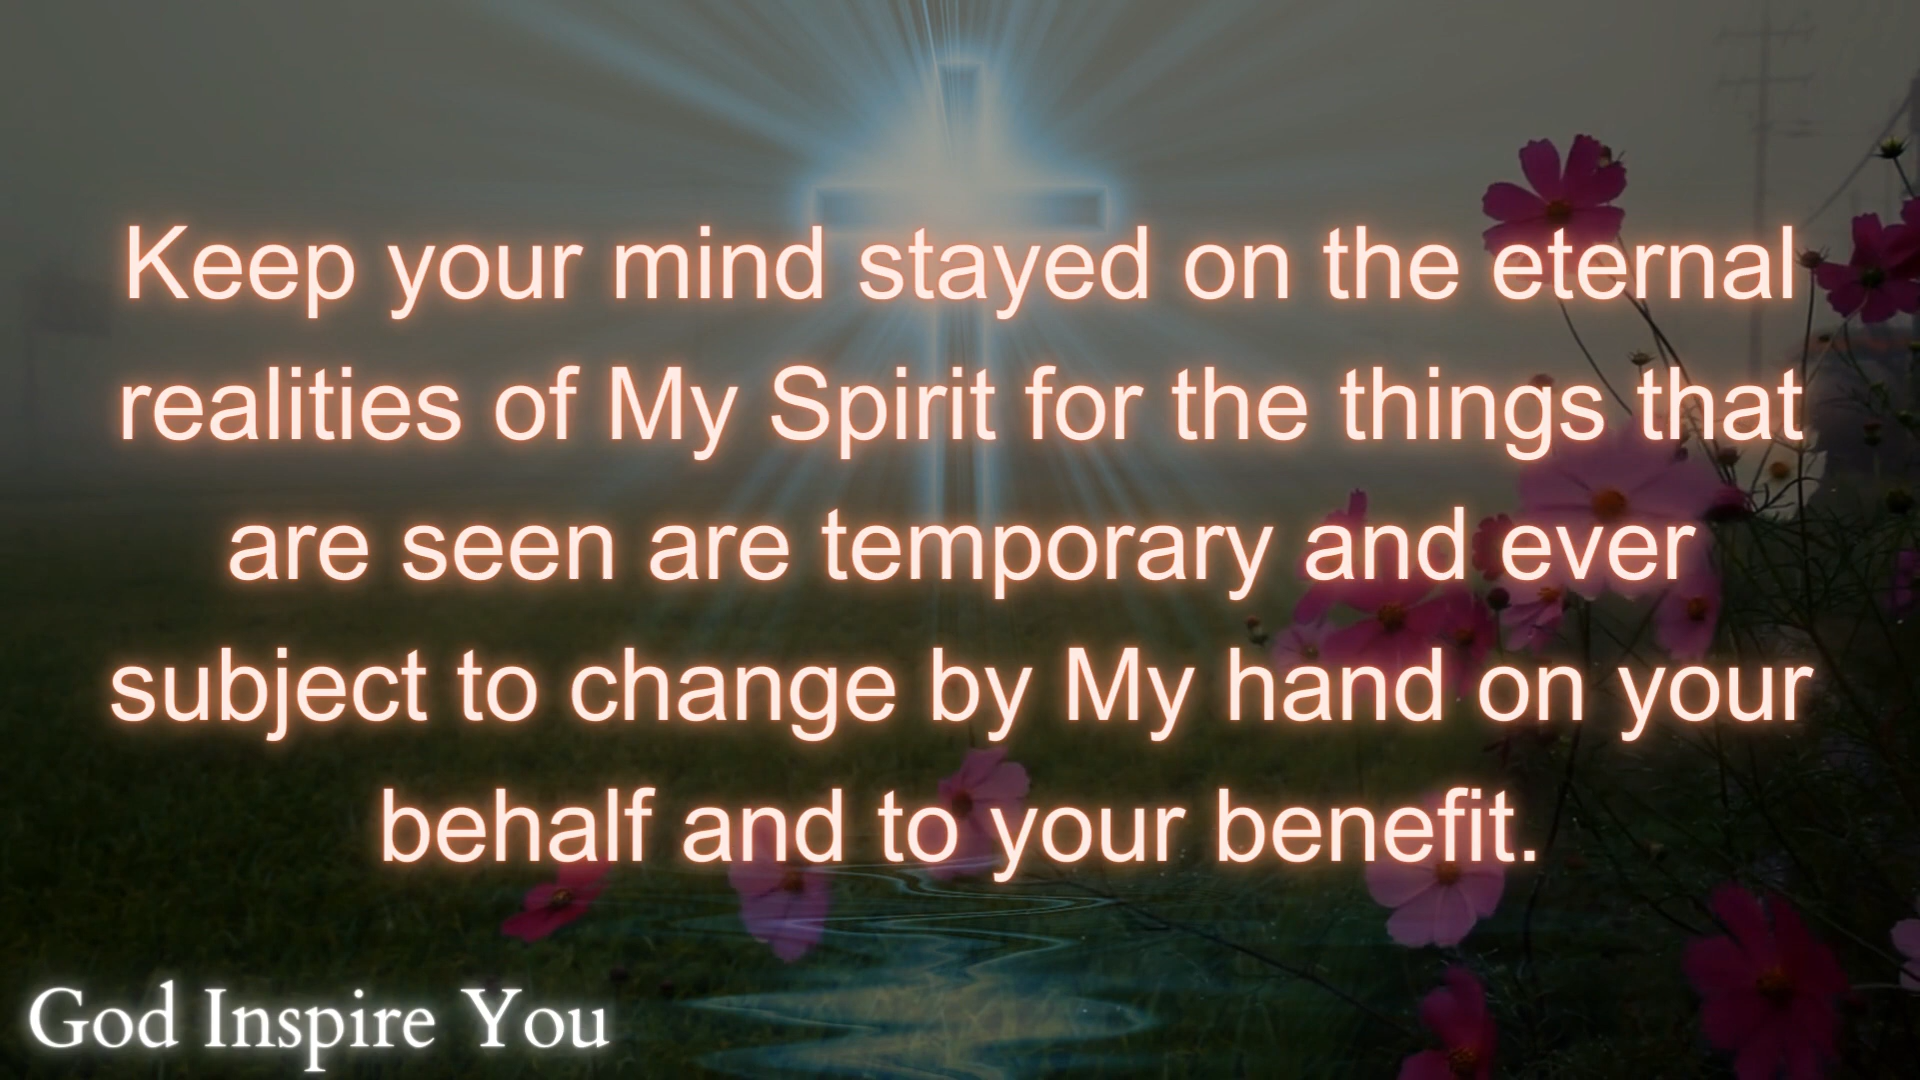 Keep your mind stayed on the eternal
realities of My Spirit for the things that
are seen are temporary and ever
subject to change by My hand on your
behalf and to your benefit.
God Inspire You